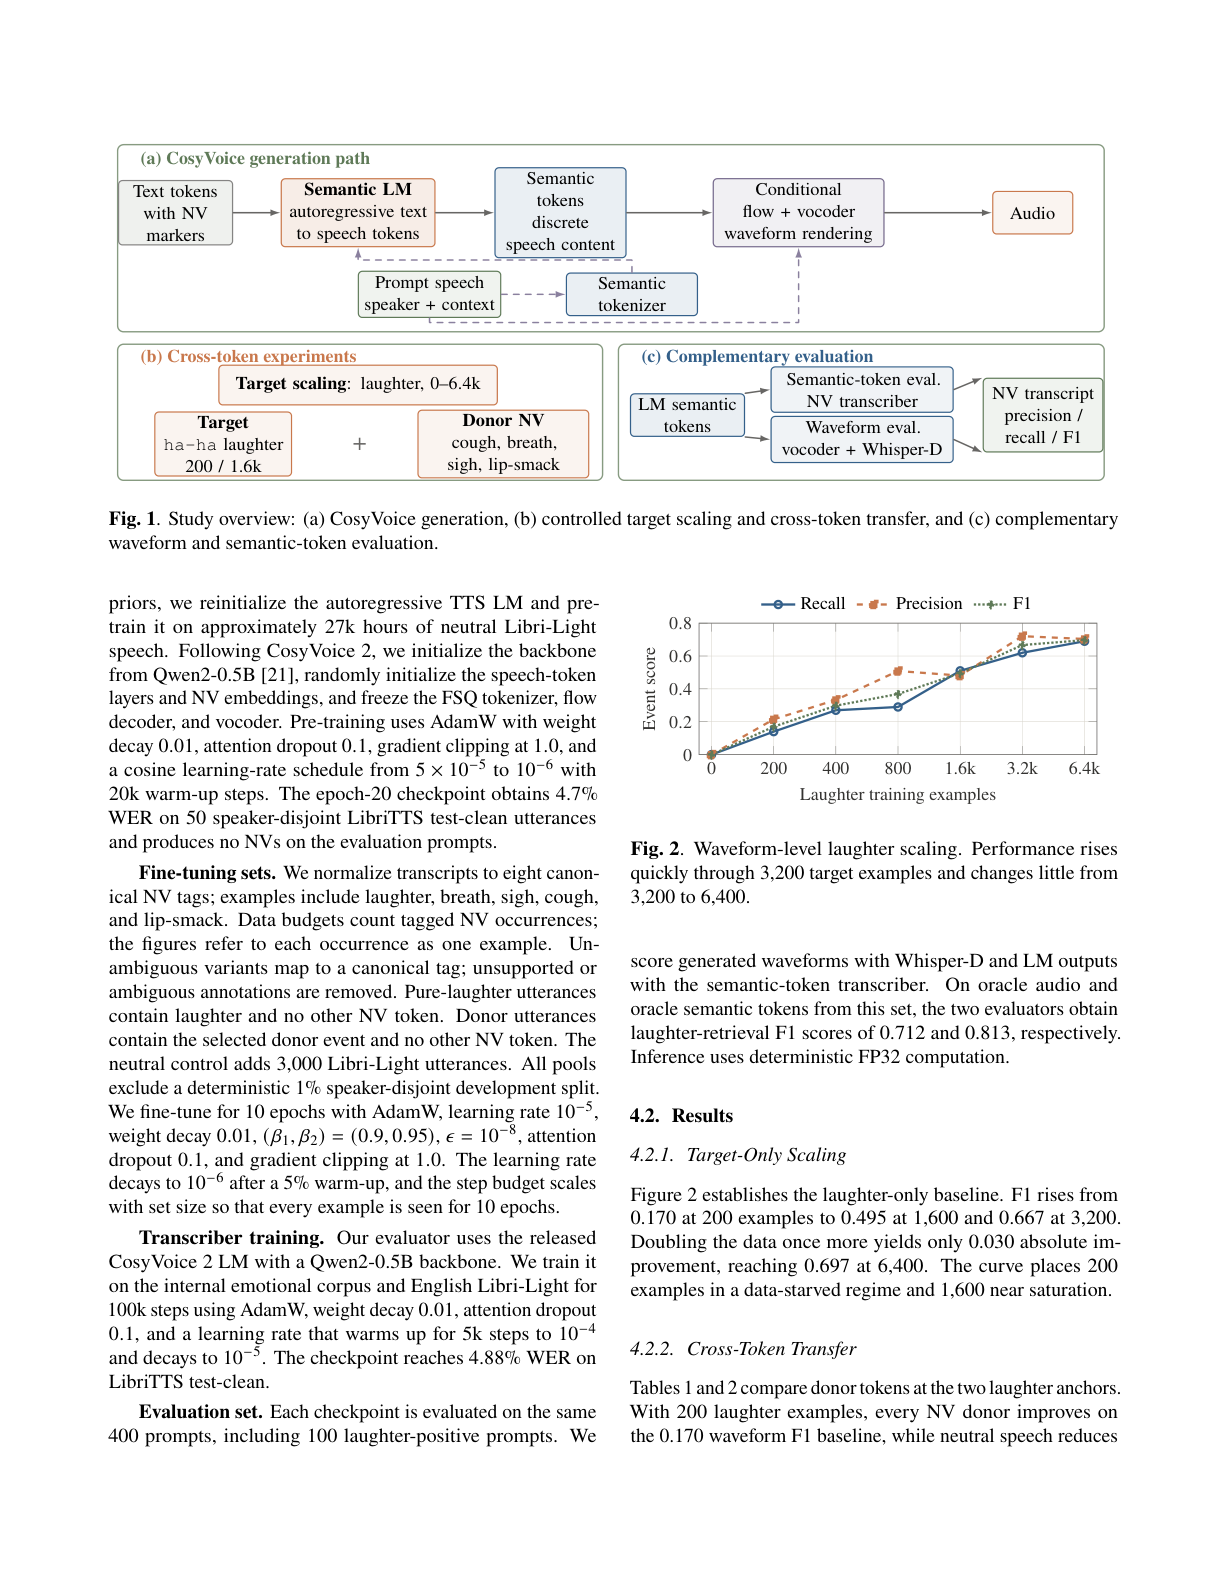 (a) CosyVoice generation path
Text tokens
with NV
markers
Semantic LM
autoregressive text
to speech tokens
Semantic
tokens
discrete
speech content
Conditional
flow + vocoder
waveform rendering
Audio
Prompt speech
speaker + context
Semantic
tokenizer
(b) Cross-token experiments
Target scaling: laughter, 0–6.4k
Target
ha-ha laughter
200 / 1.6k
+
Donor NV
cough, breath,
sigh, lip-smack
(c) Complementary evaluation
LM semantic
tokens
Semantic-token eval.
NV transcriber
Waveform eval.
vocoder + Whisper-D
NV transcript
precision /
recall / F1
Fig. 1. Study overview: (a) CosyVoice generation, (b) controlled target scaling and cross-token transfer, and (c) complementary
waveform and semantic-token evaluation.
priors, we reinitialize the autoregressive TTS LM and pre-
train it on approximately 27k hours of neutral Libri-Light
speech. Following CosyVoice 2, we initialize the backbone
from Qwen2-0.5B [21], randomly initialize the speech-token
layers and NV embeddings, and freeze the FSQ tokenizer, flow
decoder, and vocoder. Pre-training uses AdamW with weight
decay 0.01, attention dropout 0.1, gradient clipping at 1.0, and
a cosine learning-rate schedule from 5 × 10⁻⁵ to 10⁻⁶ with
20k warm-up steps. The epoch-20 checkpoint obtains 4.7%
WER on 50 speaker-disjoint LibriTTS test-clean utterances
and produces no NVs on the evaluation prompts.
Fine-tuning sets. We normalize transcripts to eight canon-
ical NV tags; examples include laughter, breath, sigh, cough,
and lip-smack. Data budgets count tagged NV occurrences;
the figures refer to each occurrence as one example. Un-
ambiguous variants map to a canonical tag; unsupported or
ambiguous annotations are removed. Pure-laughter utterances
contain laughter and no other NV token. Donor utterances
contain the selected donor event and no other NV token. The
neutral control adds 3,000 Libri-Light utterances. All pools
exclude a deterministic 1% speaker-disjoint development split.
We fine-tune for 10 epochs with AdamW, learning rate 10⁻⁵,
weight decay 0.01, (β₁, β₂) = (0.9, 0.95), ϵ = 10⁻⁸, attention
dropout 0.1, and gradient clipping at 1.0. The learning rate
decays to 10⁻⁶ after a 5% warm-up, and the step budget scales
with set size so that every example is seen for 10 epochs.
Transcriber training. Our evaluator uses the released
CosyVoice 2 LM with a Qwen2-0.5B backbone. We train it
on the internal emotional corpus and English Libri-Light for
100k steps using AdamW, weight decay 0.01, attention dropout
0.1, and a learning rate that warms up for 5k steps to 10⁻⁴
and decays to 10⁻⁵. The checkpoint reaches 4.88% WER on
LibriTTS test-clean.
Evaluation set. Each checkpoint is evaluated on the same
400 prompts, including 100 laughter-positive prompts. We
Recall Precision F1
Event score
0.8
0.6
0.4
0.2
0
0 200 400 800 1.6k 3.2k 6.4k
Laughter training examples
Fig. 2. Waveform-level laughter scaling. Performance rises
quickly through 3,200 target examples and changes little from
3,200 to 6,400.
score generated waveforms with Whisper-D and LM outputs
with the semantic-token transcriber. On oracle audio and
oracle semantic tokens from this set, the two evaluators obtain
laughter-retrieval F1 scores of 0.712 and 0.813, respectively.
Inference uses deterministic FP32 computation.
4.2. Results
4.2.1. Target-Only Scaling
Figure 2 establishes the laughter-only baseline. F1 rises from
0.170 at 200 examples to 0.495 at 1,600 and 0.667 at 3,200.
Doubling the data once more yields only 0.030 absolute im-
provement, reaching 0.697 at 6,400. The curve places 200
examples in a data-starved regime and 1,600 near saturation.
4.2.2. Cross-Token Transfer
Tables 1 and 2 compare donor tokens at the two laughter anchors.
With 200 laughter examples, every NV donor improves on
the 0.170 waveform F1 baseline, while neutral speech reduces